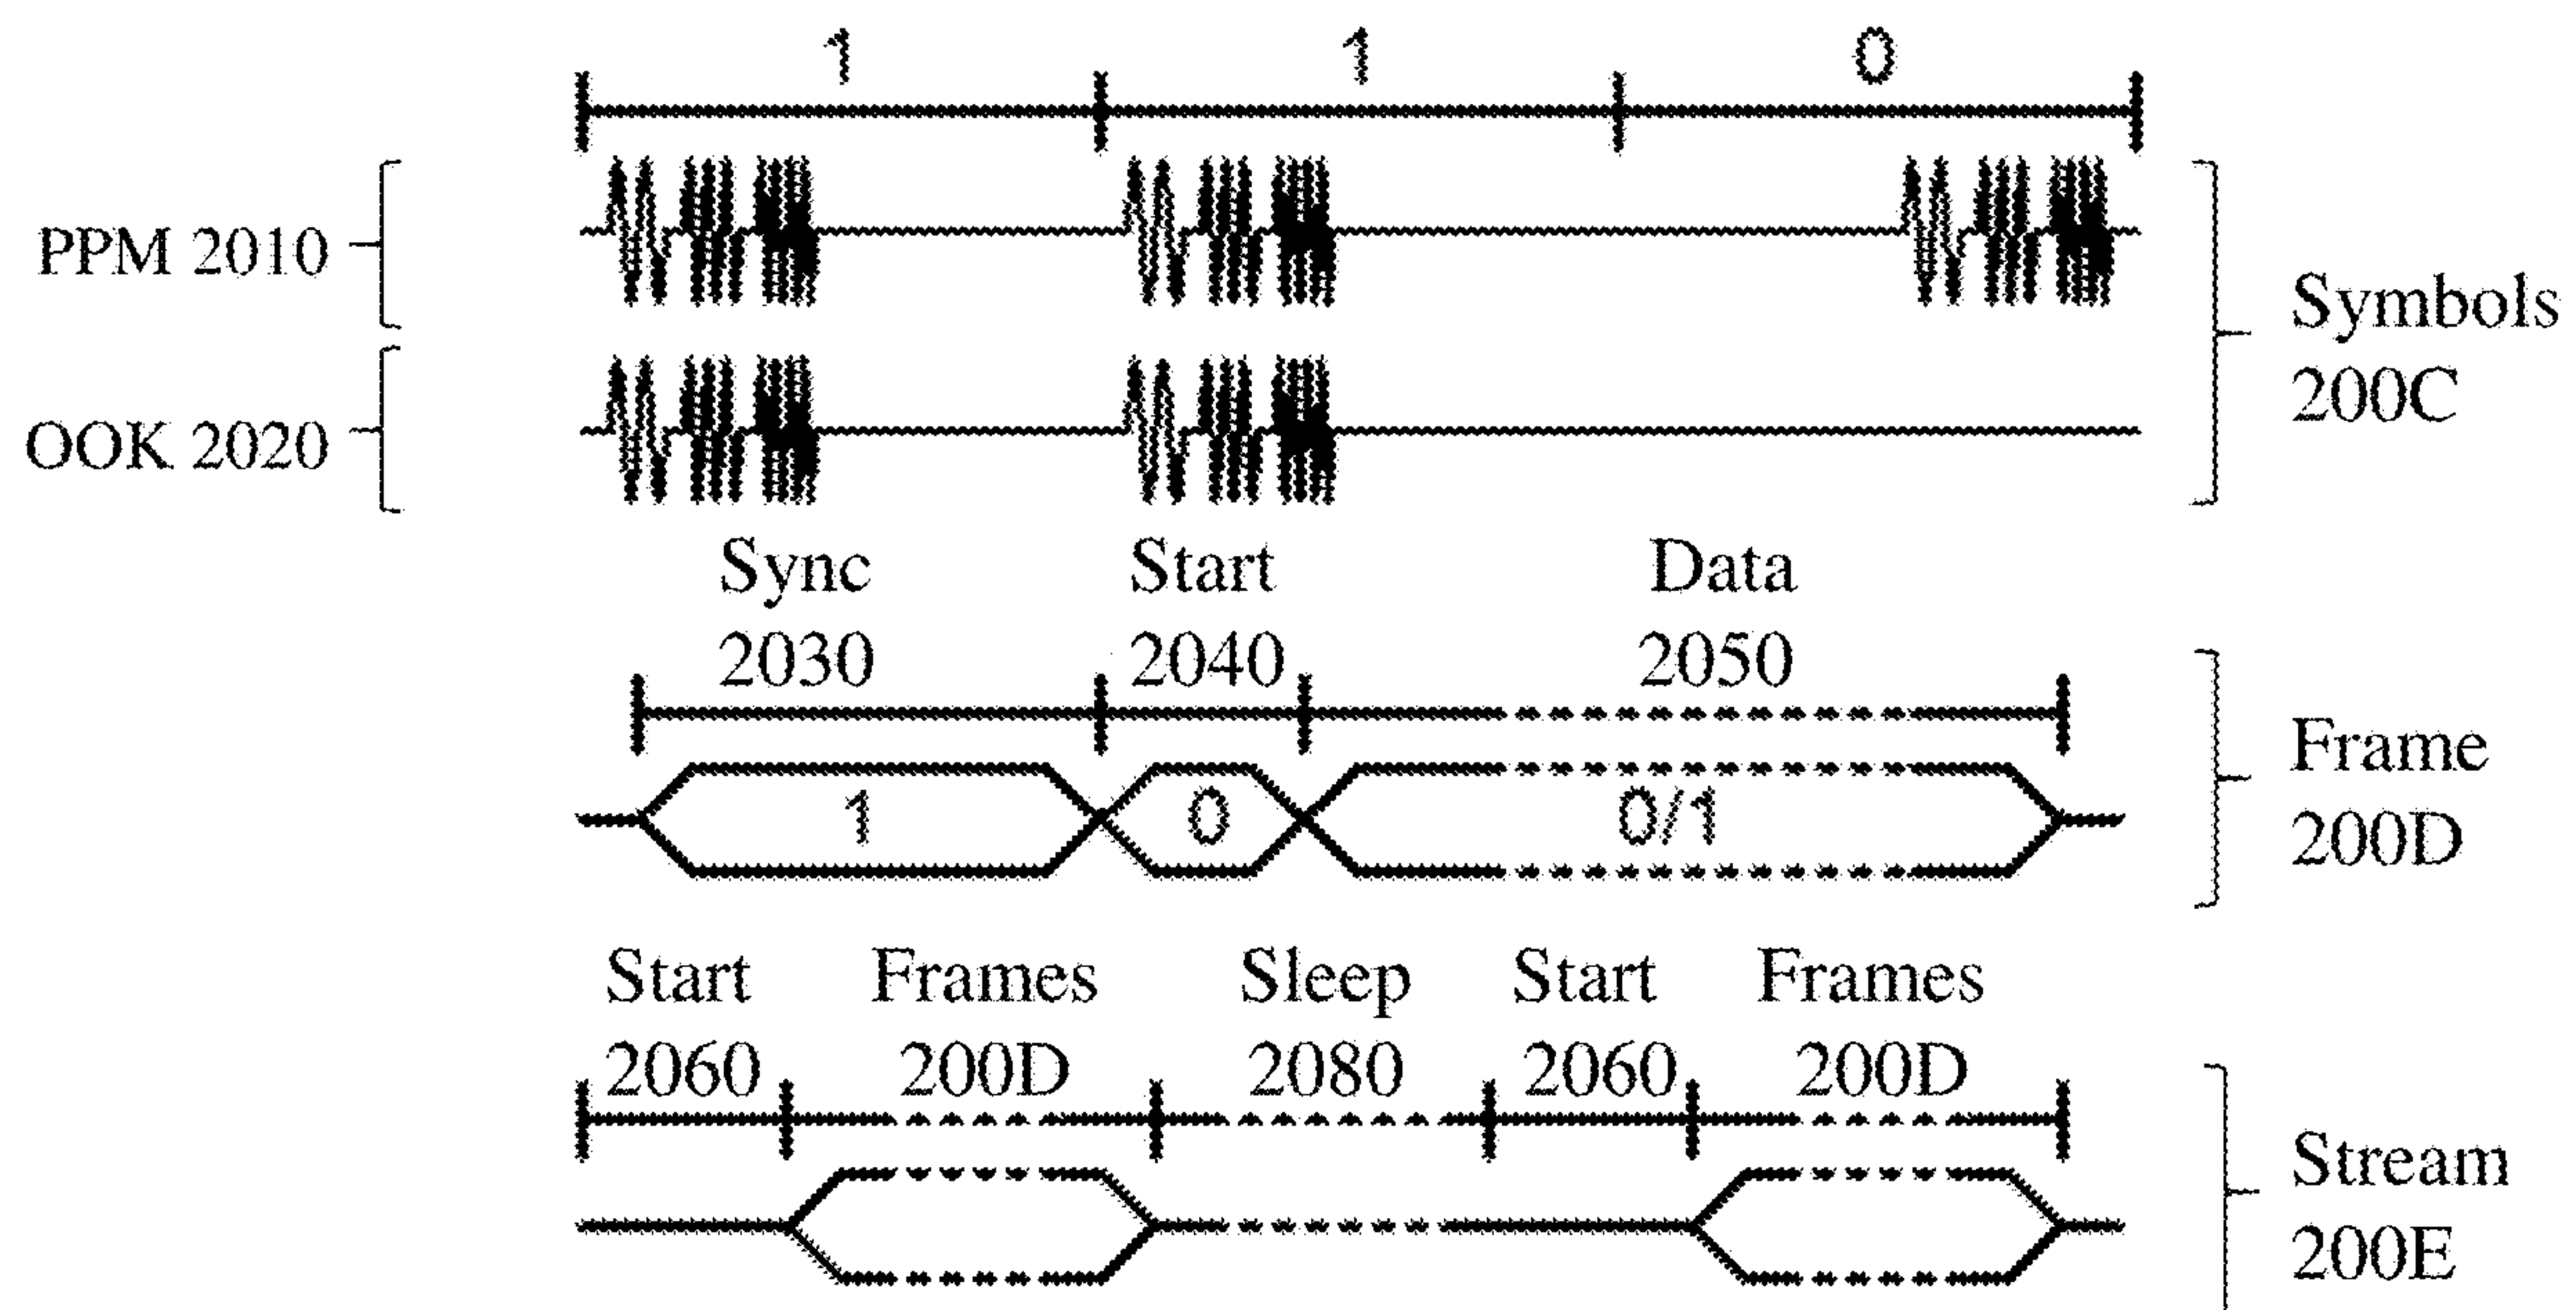 1 1 0
PPM 2010
OOK 2020
Symbols
200C
Sync Start Data
2030 2040 2050
1 0 0/1
Frame
200D
Start Frames Sleep Start Frames
2060 200D 2080 2060 200D
Stream
200E